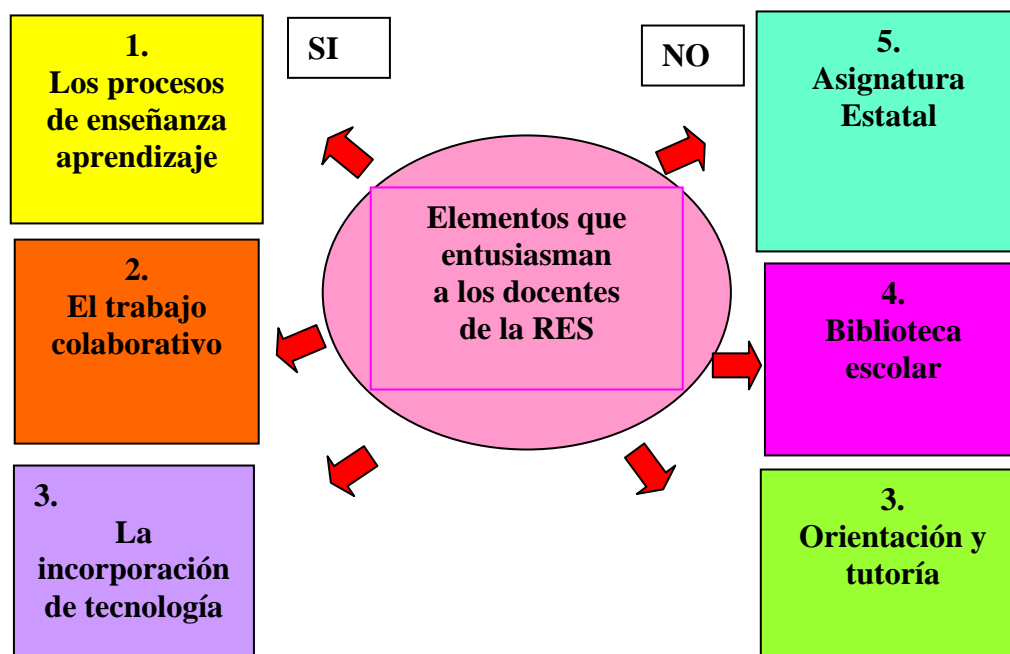 1.
Los procesos
de enseñanza
aprendizaje
SI
NO
5.
Asignatura
Estatal
Elementos que
entusiasman
a los docentes
de la RES
2.
El trabajo
colaborativo
4.
Biblioteca
escolar
3.
La
incorporación
de tecnología
3.
Orientación y
tutoría